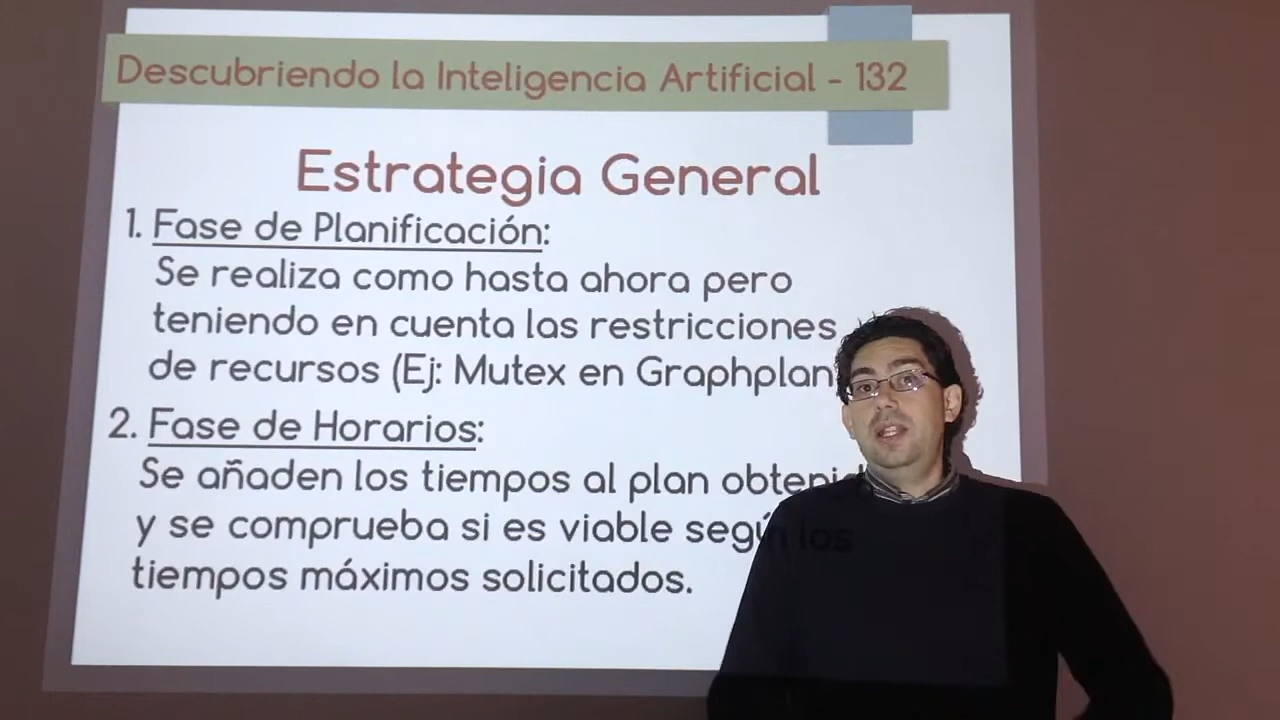 Descubriendo la Inteligencia Artificial - 132
Estrategia General
1. Fase de Planificación:
Se realiza como hasta ahora pero
teniendo en cuenta las restricciones
de recursos (Ej: Mutex en Graphplan
2. Fase de Horarios:
Se añaden los tiempos al plan
y se comprueba si es viable según las
tiempos máximos solicitados.